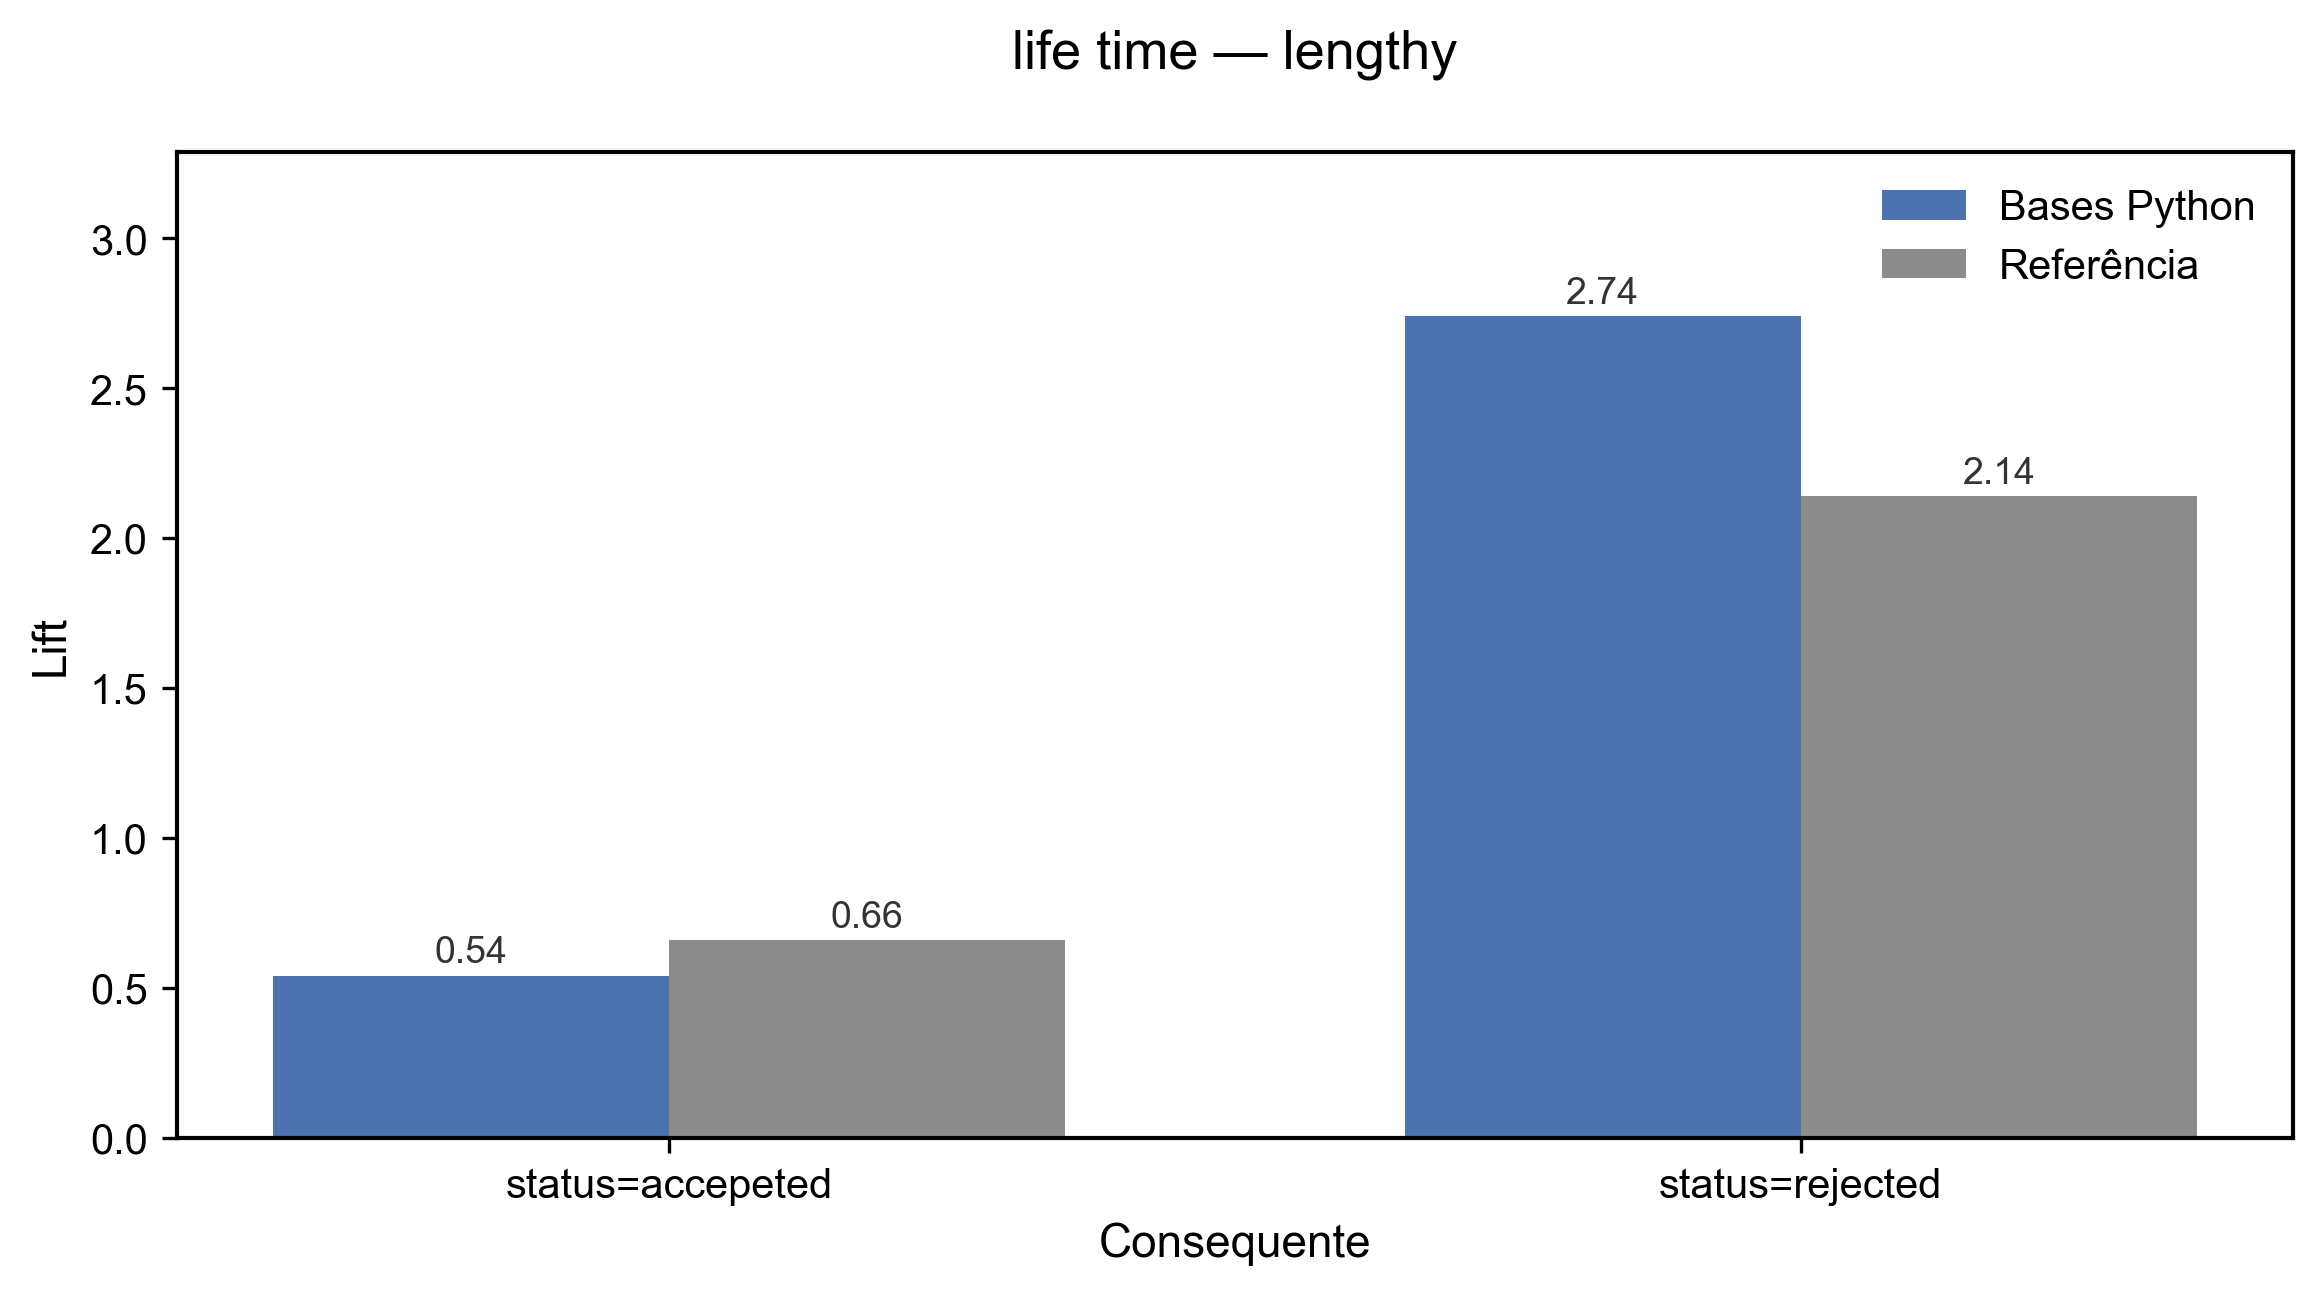 life time — lengthy
Bases Python
Referência
3.0
2.5
2.0
1.5
1.0
0.5
0.0
Lift
0.54
0.66
2.74
2.14
status=accepeted
status=rejected
Consequente